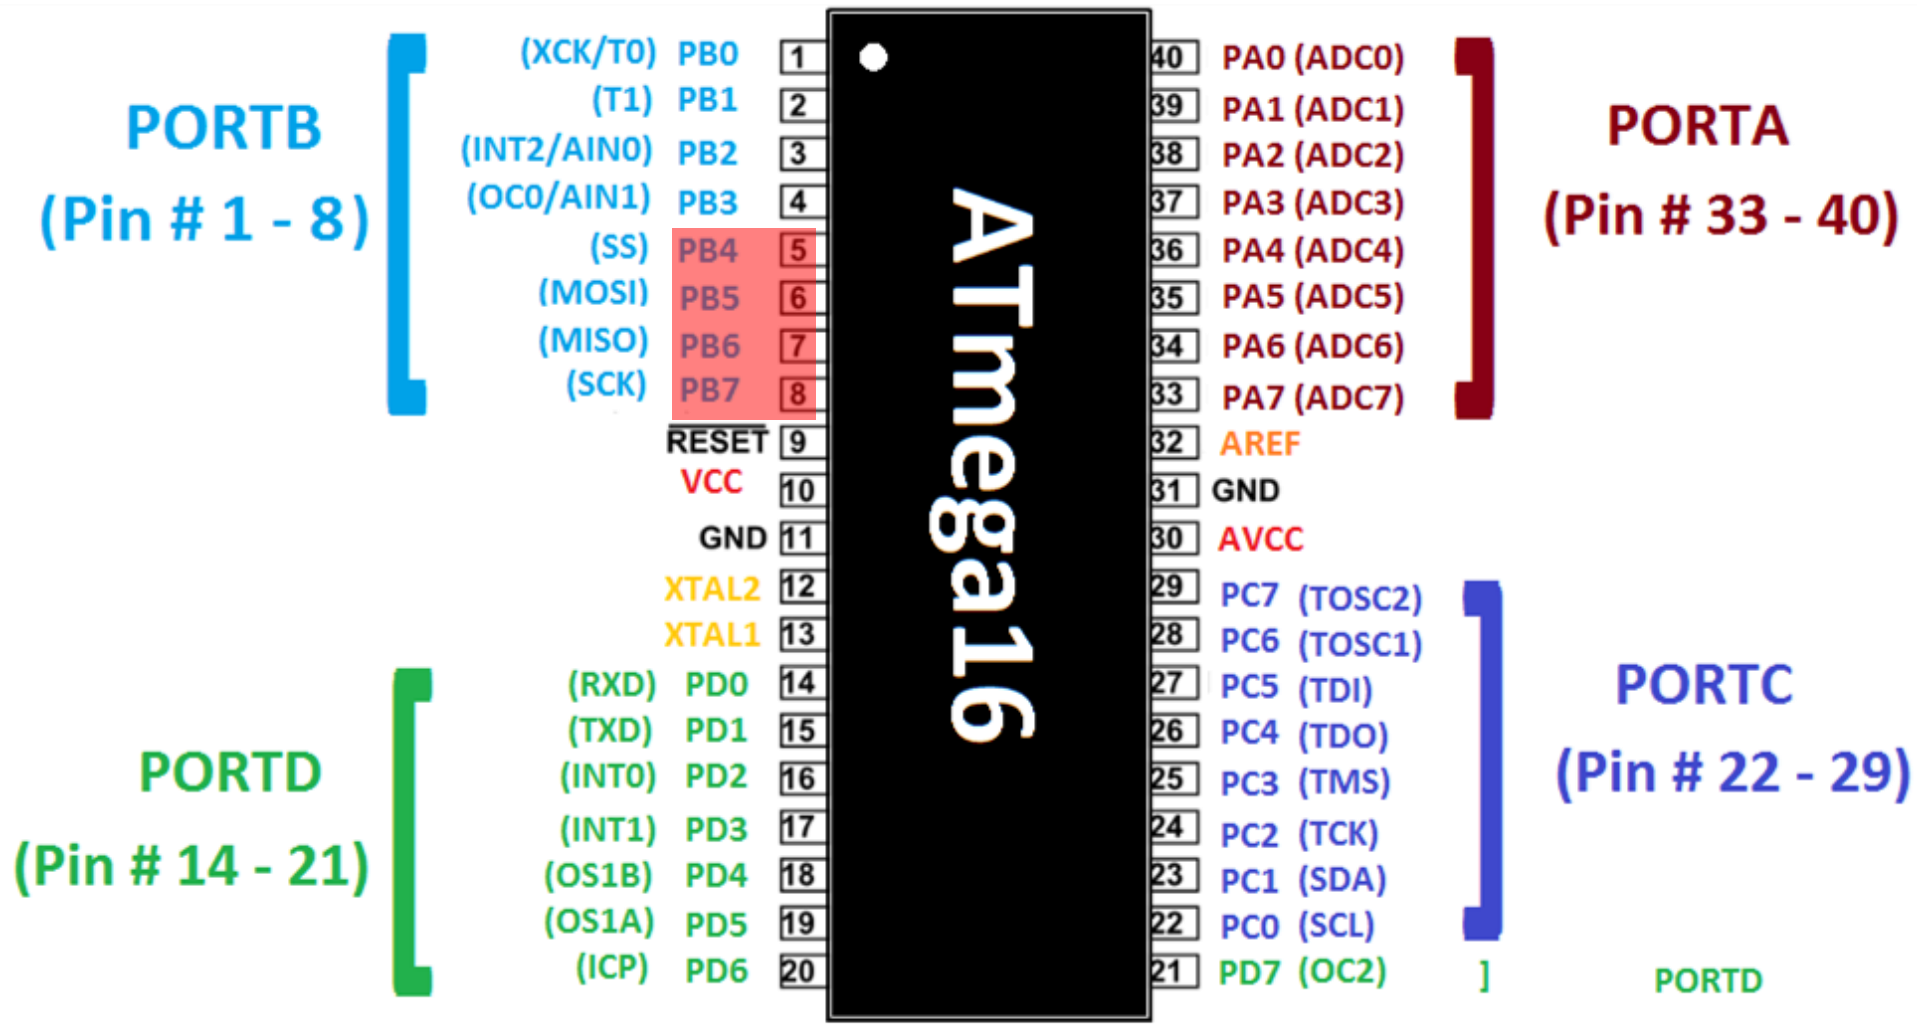 PORTB
(Pin # 1 - 8)
(XCK/T0) PB0 1
(T1) PB1 2
(INT2/AIN0) PB2 3
(OC0/AIN1) PB3 4
(SS) PB4 5
(MOSI) PB5 6
(MISO) PB6 7
(SCK) PB7 8
RESET 9
VCC 10
GND 11
XTAL2 12
XTAL1 13
PORTD
(Pin # 14 - 21)
(RXD) PD0 14
(TXD) PD1 15
(INT0) PD2 16
(INT1) PD3 17
(OS1B) PD4 18
(OS1A) PD5 19
(ICP) PD6 20
ATmega16
40 PA0 (ADC0)
39 PA1 (ADC1)
38 PA2 (ADC2)
37 PA3 (ADC3)
36 PA4 (ADC4)
35 PA5 (ADC5)
34 PA6 (ADC6)
33 PA7 (ADC7)
PORTA
(Pin # 33 - 40)
32 AREF
31 GND
30 AVCC
29 PC7 (TOSC2)
28 PC6 (TOSC1)
27 PC5 (TDI)
26 PC4 (TDO)
25 PC3 (TMS)
24 PC2 (TCK)
23 PC1 (SDA)
22 PC0 (SCL)
PORTC
(Pin # 22 - 29)
21 PD7 (OC2) ] PORTD